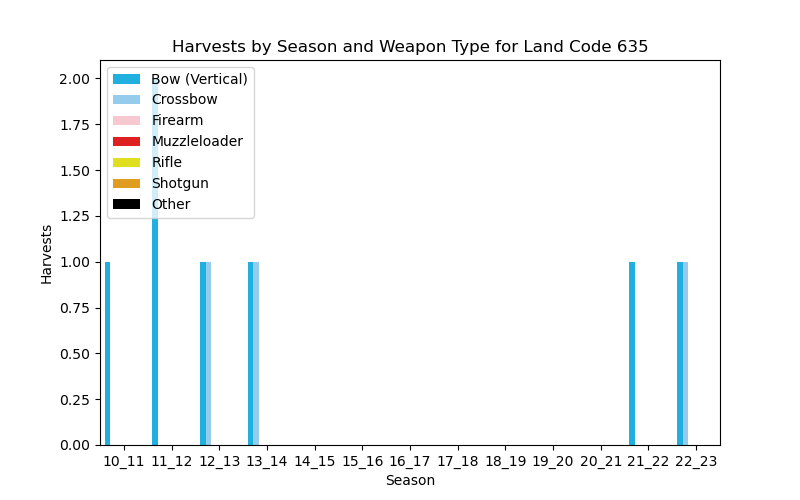 Harvests by Season and Weapon Type for Land Code 635
2.00
1.75
1.50
1.25
1.00
0.75
0.50
0.25
0.00
Harvests
Bow (Vertical)
Crossbow
Firearm
Muzzleloader
Rifle
Shotgun
Other
10_11 11_12 12_13 13_14 14_15 15_16 16_17 17_18 18_19 19_20 20_21 21_22 22_23
Season